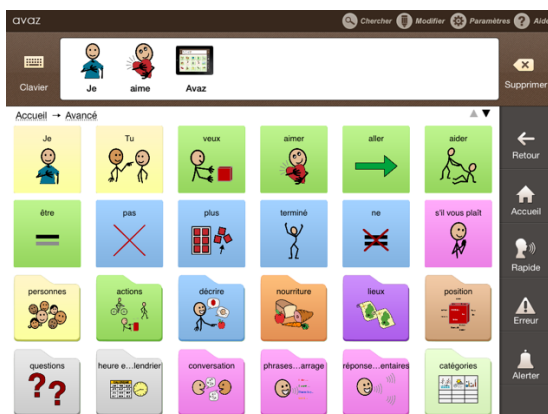 avaz
Chercher Modifier Paramètres Aide
Clavier
Je aime Avaz
Supprimer
Accueil → Avancé
Je Tu veux aimer aller aider
Retour
être pas plus terminé ne s'il vous plaît
Accueil
Rapide
personnes actions décrire nourriture lieux position
Erreur
questions heure e...lendrier conversation phrases...arrage réponse...entaires catégories
Alerter